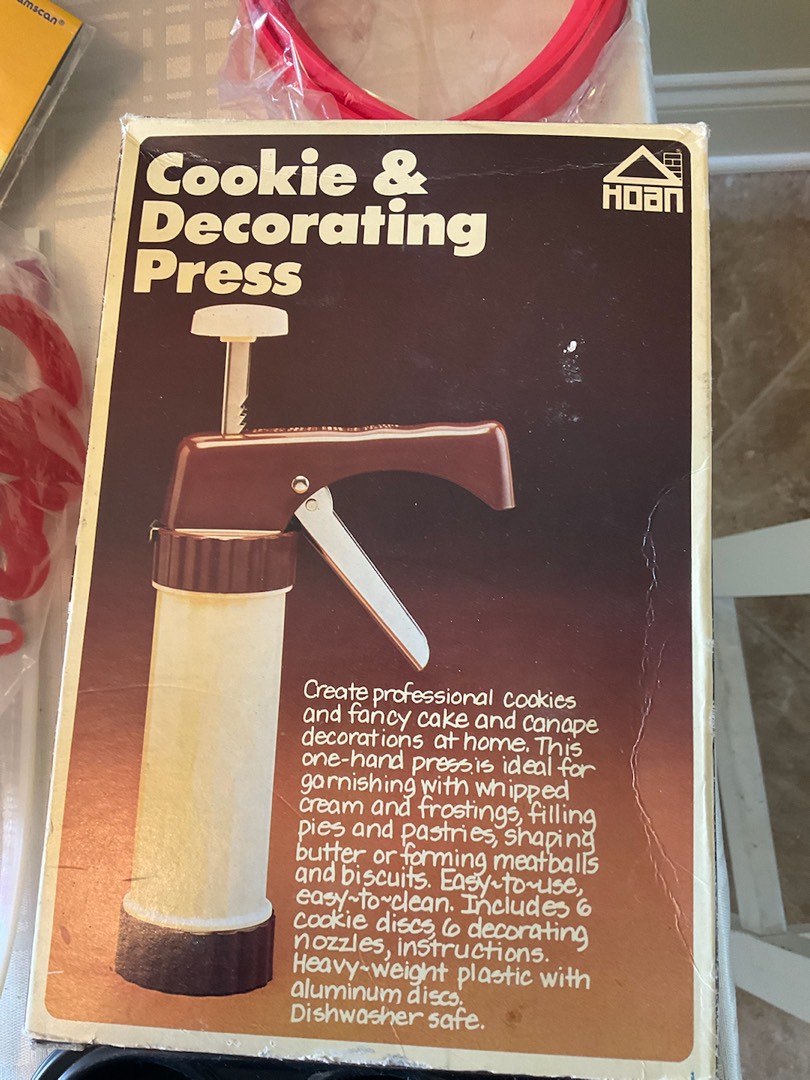 amscan®
Cookie &
Decorating
Press
HOAN
Create professional cookies
and fancy cake and canape
decorations at home. This
one-hand press is ideal for
garnishing with whipped
cream and frostings, filling
pies and pastries, shaping
butter or forming meatballs
and biscuits. Easy~to~use,
easy~to~clean. Includes 6
cookie discs, 6 decorating
nozzles, instructions.
Heavy~weight plastic with
aluminum discs.
Dishwasher safe.